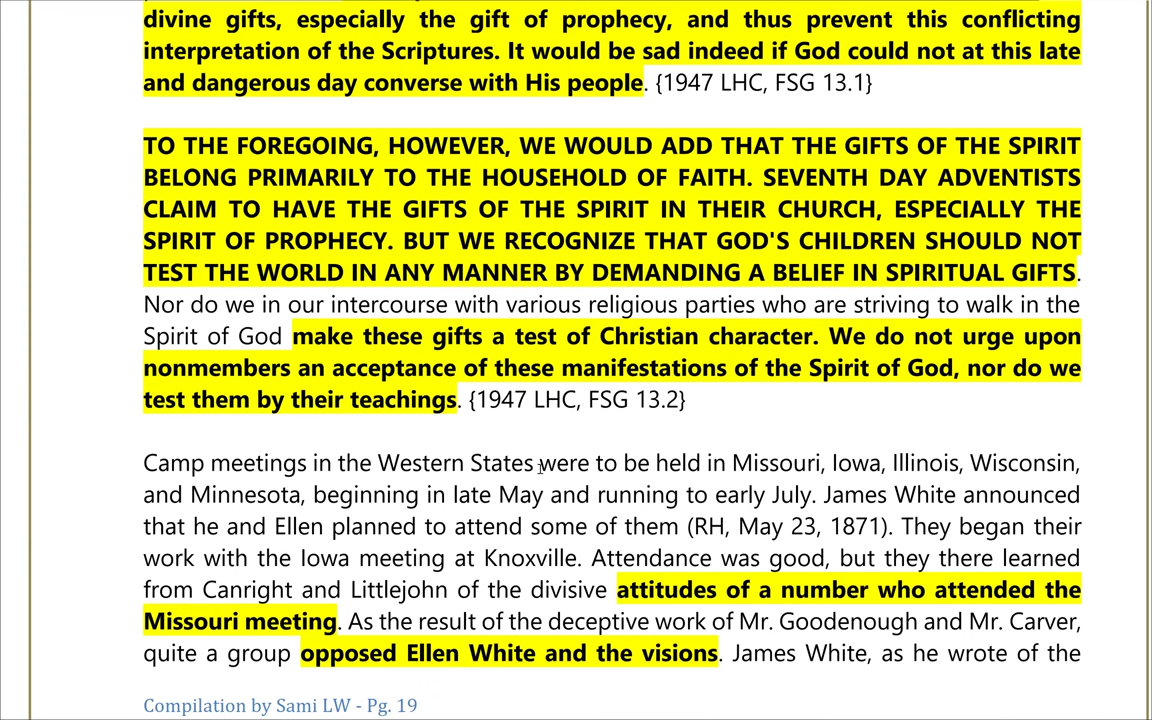 divine gifts, especially the gift of prophecy, and thus prevent this conflicting
interpretation of the Scriptures. It would be sad indeed if God could not at this late
and dangerous day converse with His people. {1947 LHC, FSG 13.1}
TO THE FOREGOING, HOWEVER, WE WOULD ADD THAT THE GIFTS OF THE SPIRIT
BELONG PRIMARILY TO THE HOUSEHOLD OF FAITH. SEVENTH DAY ADVENTISTS
CLAIM TO HAVE THE GIFTS OF THE SPIRIT IN THEIR CHURCH, ESPECIALLY THE
SPIRIT OF PROPHECY. BUT WE RECOGNIZE THAT GOD'S CHILDREN SHOULD NOT
TEST THE WORLD IN ANY MANNER BY DEMANDING A BELIEF IN SPIRITUAL GIFTS.
Nor do we in our intercourse with various religious parties who are striving to walk in the
Spirit of God make these gifts a test of Christian character. We do not urge upon
nonmembers an acceptance of these manifestations of the Spirit of God, nor do we
test them by their teachings. {1947 LHC, FSG 13.2}
Camp meetings in the Western States were to be held in Missouri, Iowa, Illinois, Wisconsin,
and Minnesota, beginning in late May and running to early July. James White announced
that he and Ellen planned to attend some of them (RH, May 23, 1871). They began their
work with the Iowa meeting at Knoxville. Attendance was good, but they there learned
from Canright and Littlejohn of the divisive attitudes of a number who attended the
Missouri meeting. As the result of the deceptive work of Mr. Goodenough and Mr. Carver,
quite a group opposed Ellen White and the visions. James White, as he wrote of the
Compilation by Sami LW - Pg. 19